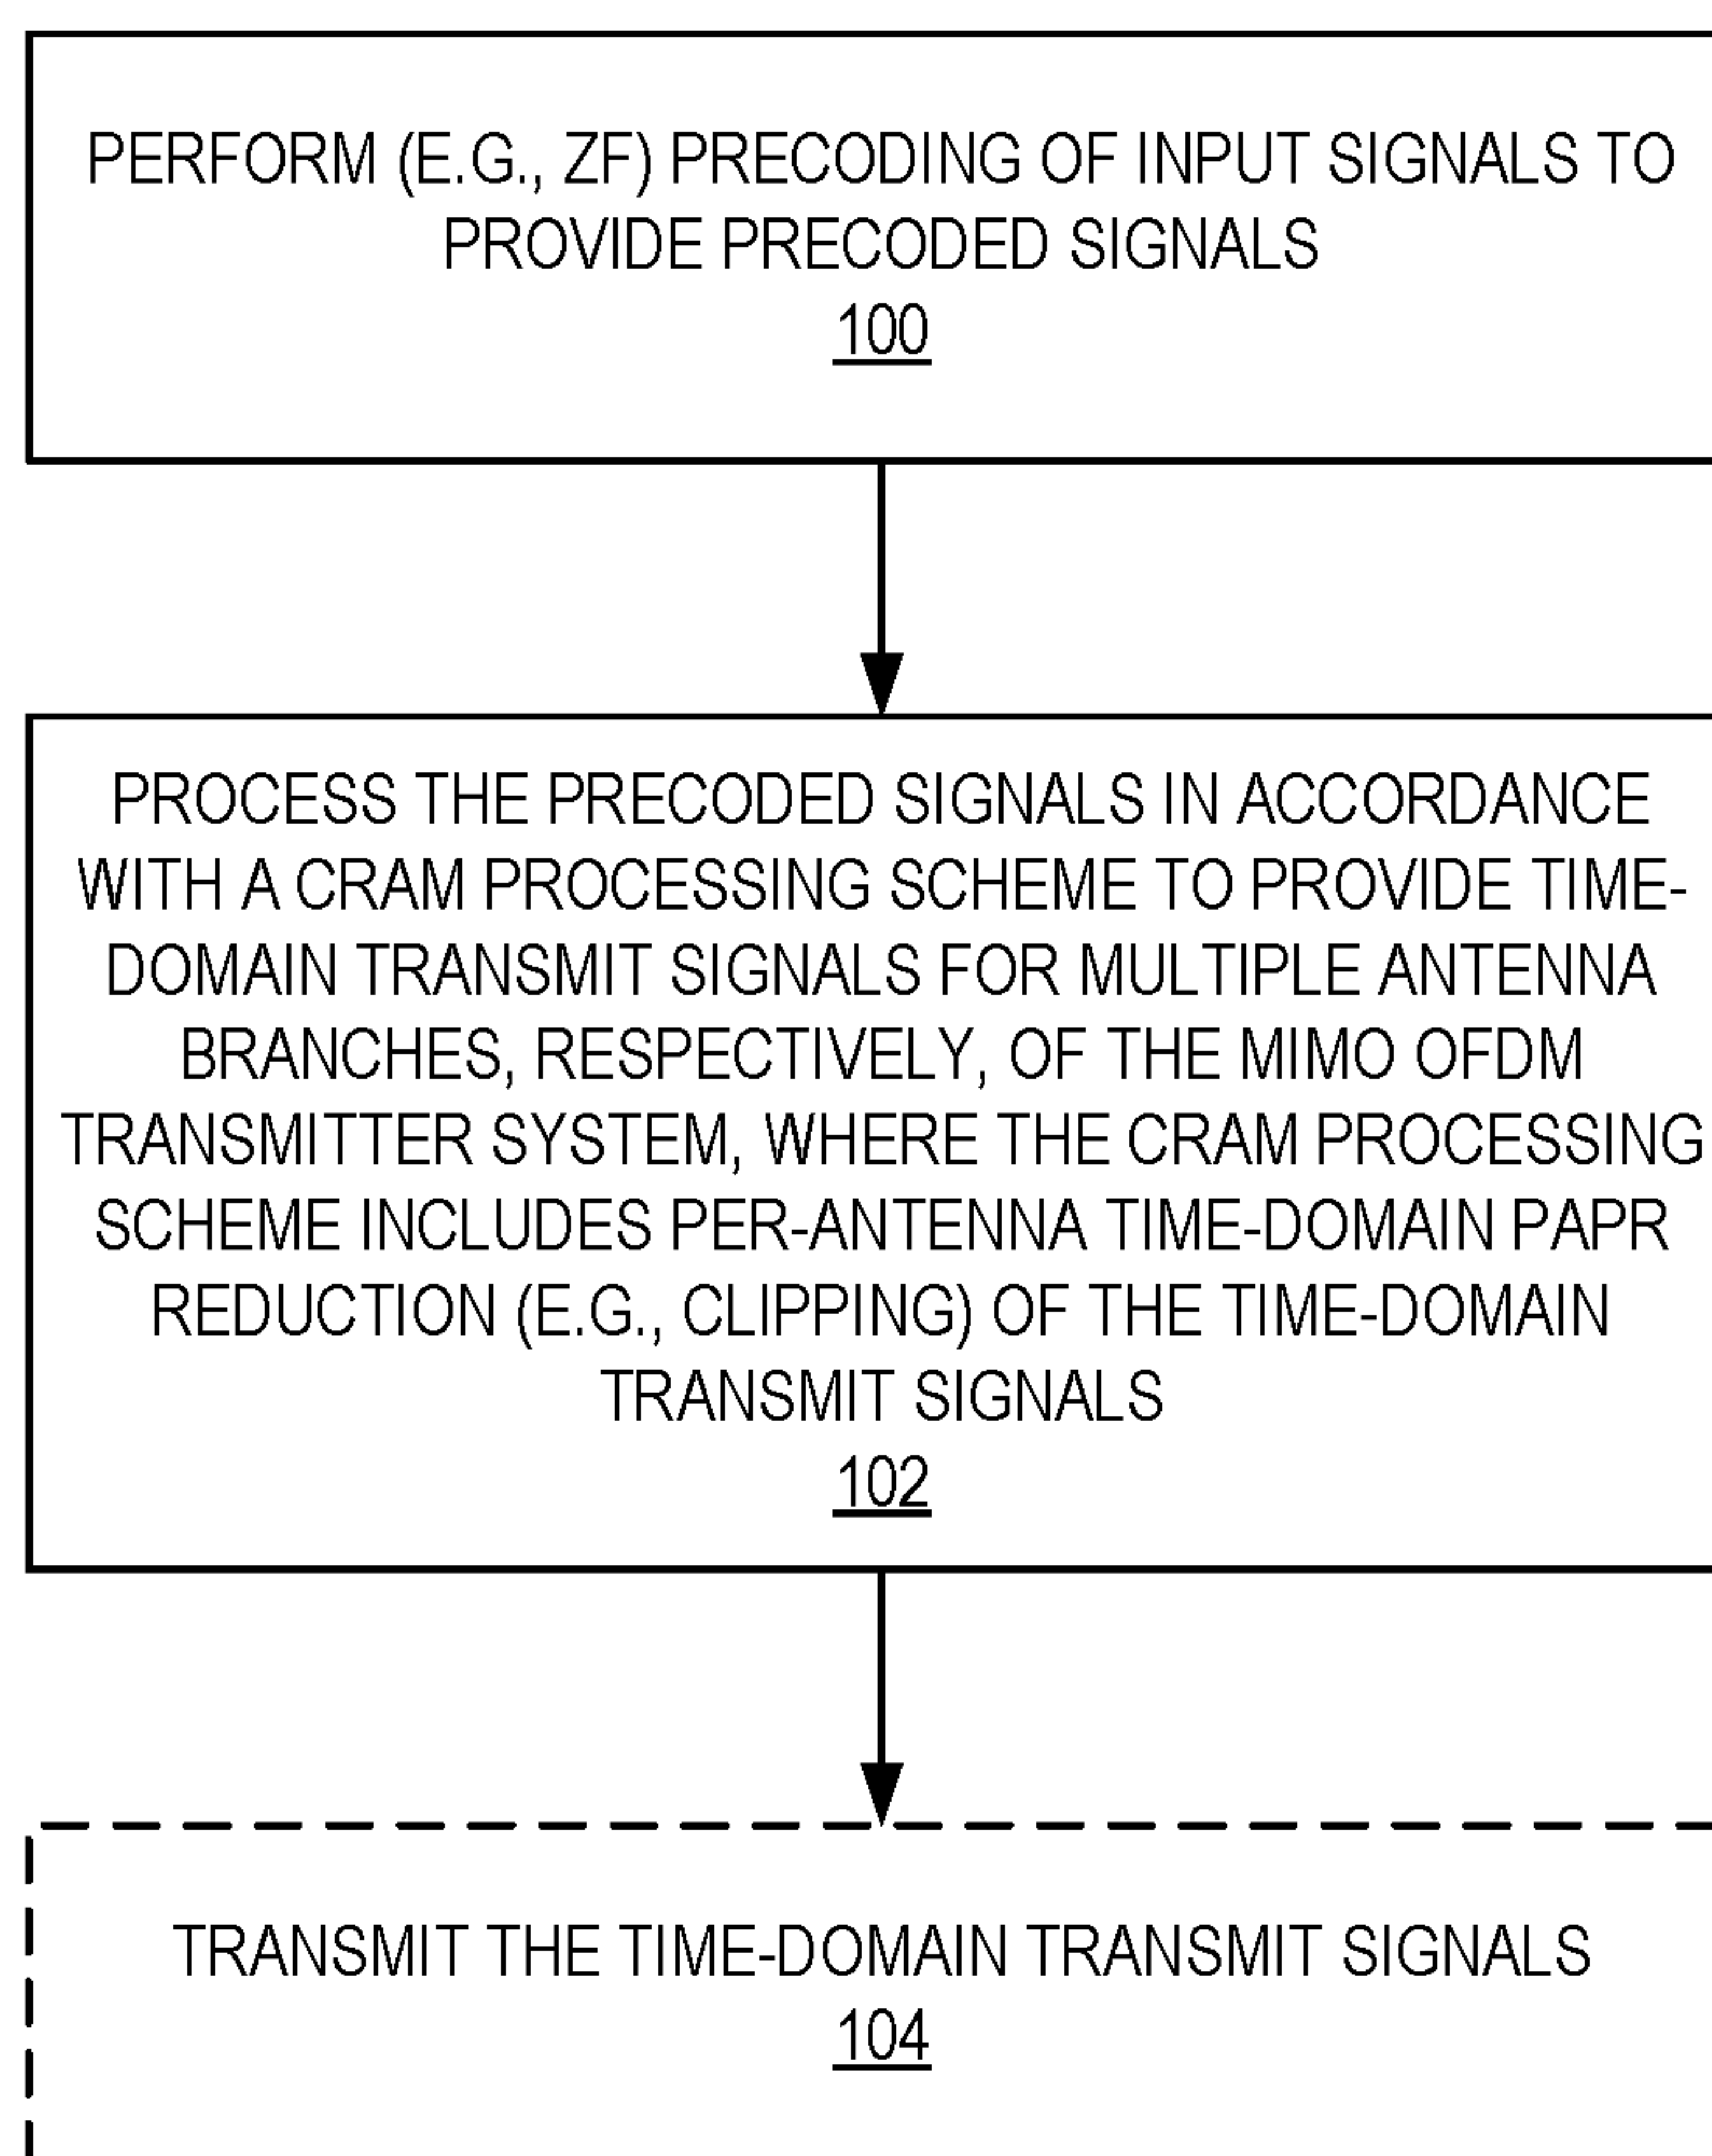 PERFORM (E.G., ZF) PRECODING OF INPUT SIGNALS TO
PROVIDE PRECODED SIGNALS
100
PROCESS THE PRECODED SIGNALS IN ACCORDANCE
WITH A CRAM PROCESSING SCHEME TO PROVIDE TIME-
DOMAIN TRANSMIT SIGNALS FOR MULTIPLE ANTENNA
BRANCHES, RESPECTIVELY, OF THE MIMO OFDM
TRANSMITTER SYSTEM, WHERE THE CRAM PROCESSING
SCHEME INCLUDES PER-ANTENNA TIME-DOMAIN PAPR
REDUCTION (E.G., CLIPPING) OF THE TIME-DOMAIN
TRANSMIT SIGNALS
102
TRANSMIT THE TIME-DOMAIN TRANSMIT SIGNALS
104